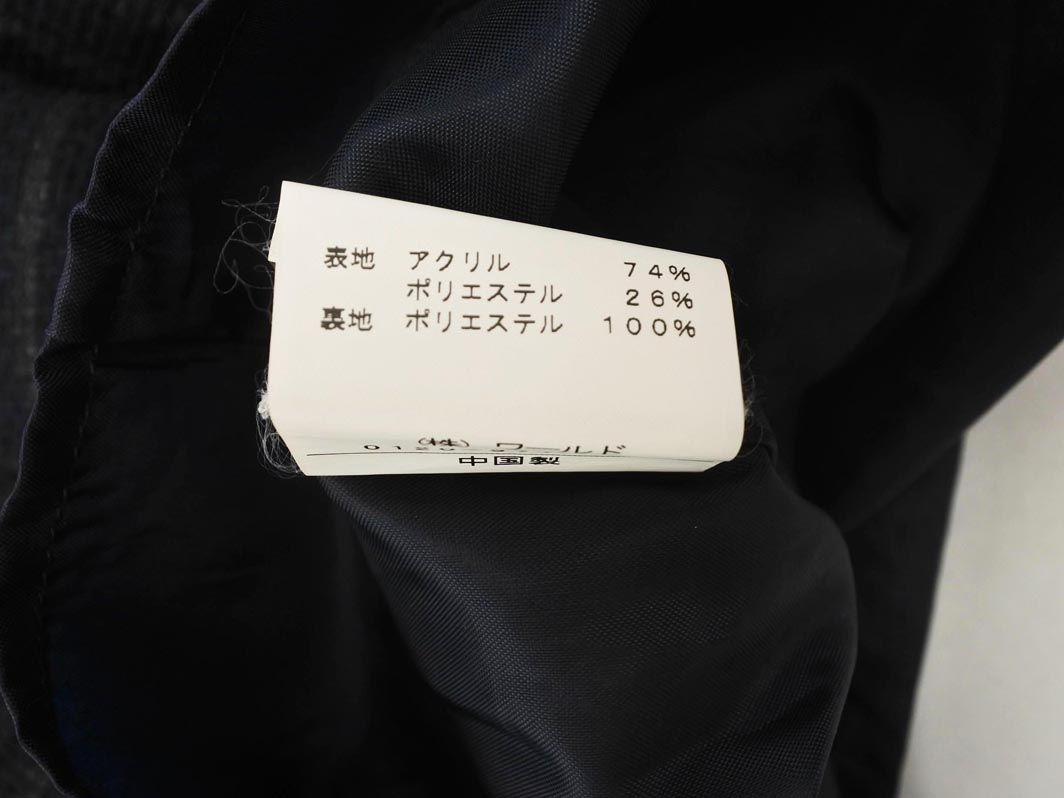 表地 アクリル 74%
ポリエステル 26%
裏地 ポリエステル 100%
(株) ワールド
中国製